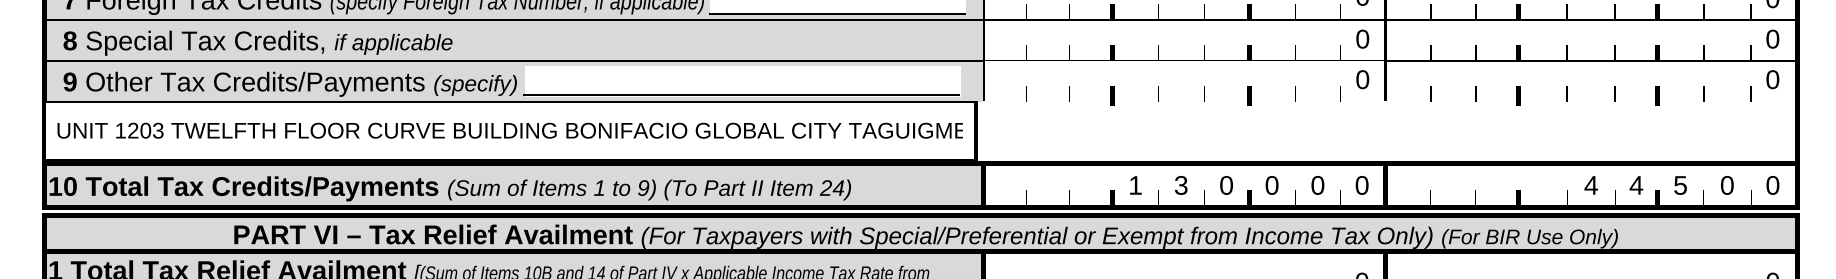 7 Foreign Tax Credits (specify Foreign Tax Number, if applicable) 0 0
8 Special Tax Credits, if applicable 0 0
9 Other Tax Credits/Payments (specify) 0 0
UNIT 1203 TWELFTH FLOOR CURVE BUILDING BONIFACIO GLOBAL CITY TAGUIGME
10 Total Tax Credits/Payments (Sum of Items 1 to 9) (To Part II Item 24) 1 3 0 0 0 0 4 4 5 0 0
PART VI – Tax Relief Availment (For Taxpayers with Special/Preferential or Exempt from Income Tax Only) (For BIR Use Only)
1 Total Tax Relief Availment [(Sum of Items 10B and 14 of Part IV x Applicable Income Tax Rate from 0 0